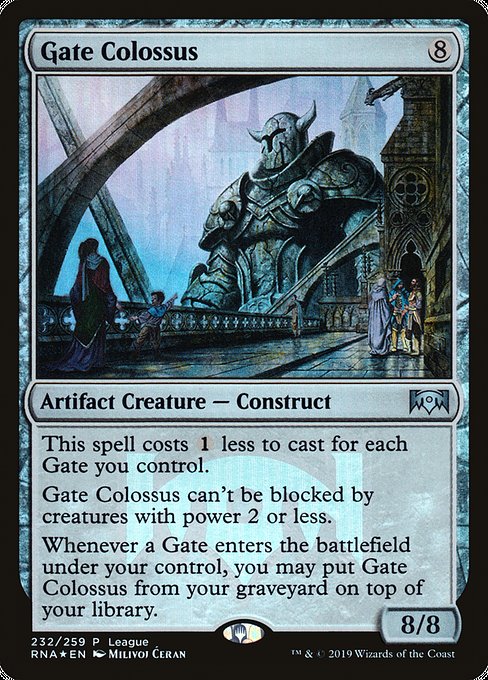 Gate Colossus 8
Artifact Creature — Construct
This spell costs 1 less to cast for each
Gate you control.
Gate Colossus can't be blocked by
creatures with power 2 or less.
Whenever a Gate enters the battlefield
under your control, you may put Gate
Colossus from your graveyard on top of
your library.
8/8
232/259 P League
RNA★EN Milivoj Ćeran
™ & © 2019 Wizards of the Coast